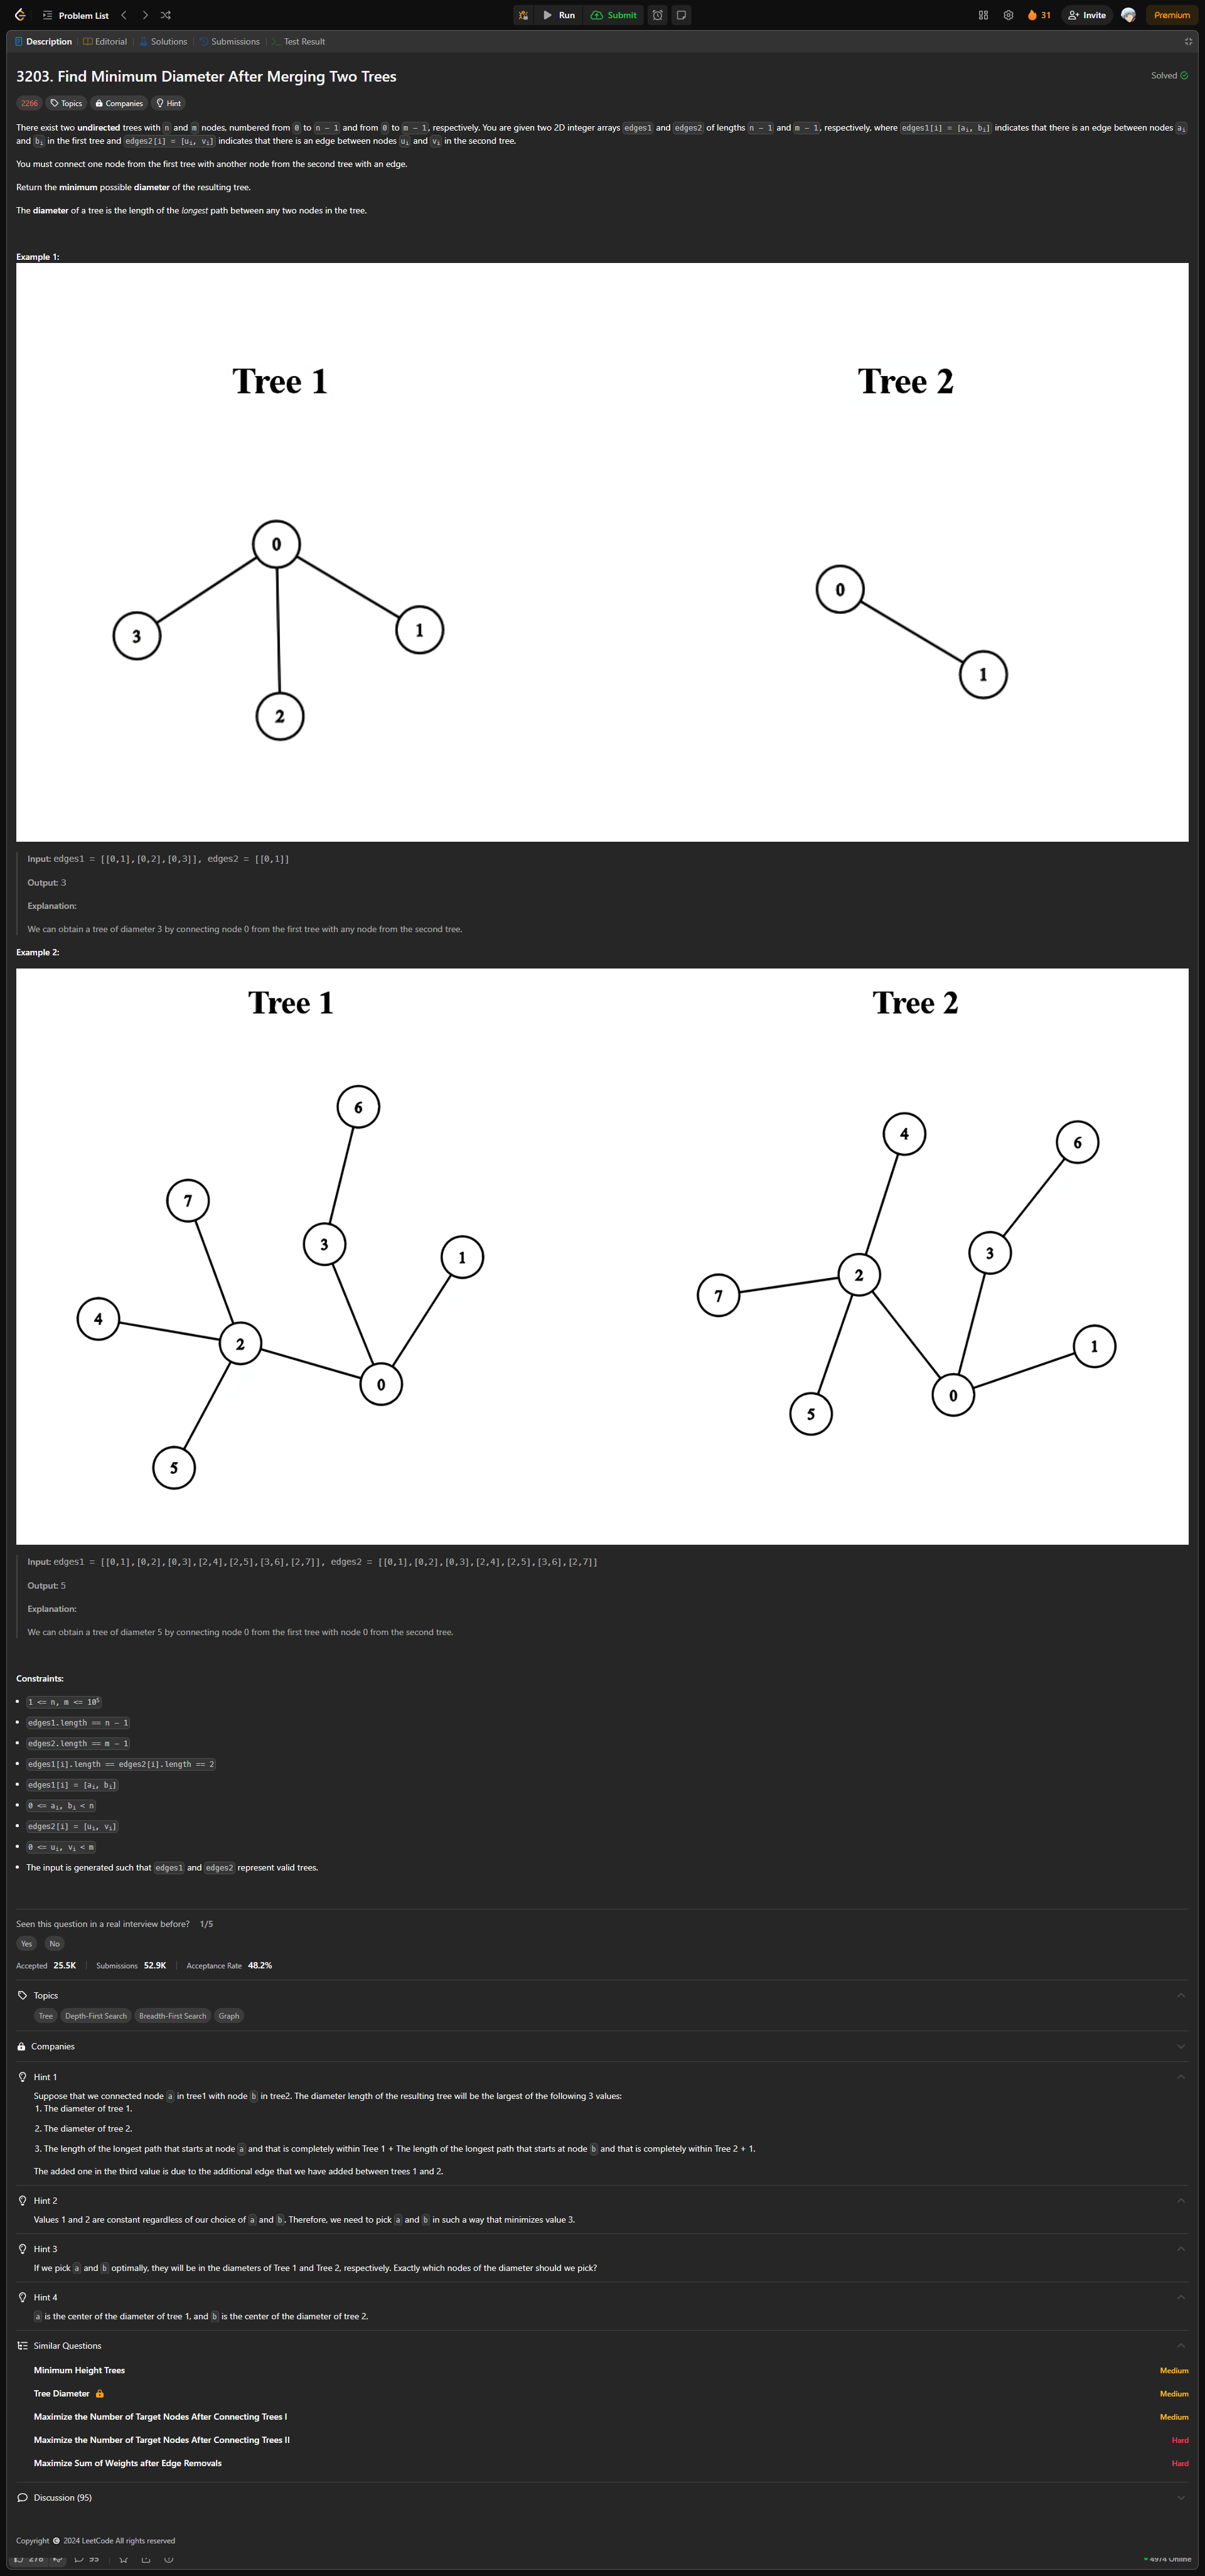 Problem List Run Submit 31 Invite Premium
Description Editorial Solutions Submissions Test Result
3203. Find Minimum Diameter After Merging Two Trees Solved
2266 Topics Companies Hint
There exist two undirected trees with n and m nodes, numbered from 0 to n - 1 and from 0 to m - 1, respectively. You are given two 2D integer arrays edges1 and edges2 of lengths n - 1 and m - 1, respectively, where edges1[i] = [aᵢ, bᵢ] indicates that there is an edge between nodes aᵢ
and bᵢ in the first tree and edges2[i] = [uᵢ, vᵢ] indicates that there is an edge between nodes uᵢ and vᵢ in the second tree.
You must connect one node from the first tree with another node from the second tree with an edge.
Return the minimum possible diameter of the resulting tree.
The diameter of a tree is the length of the longest path between any two nodes in the tree.
Example 1:
Tree 1 Tree 2
0
0
3 1
1
2
Input: edges1 = [[0,1],[0,2],[0,3]], edges2 = [[0,1]]
Output: 3
Explanation:
We can obtain a tree of diameter 3 by connecting node 0 from the first tree with any node from the second tree.
Example 2:
Tree 1 Tree 2
6
4
6
7
3
1
3
2
7
4
2
1
0
0
5
5
Input: edges1 = [[0,1],[0,2],[0,3],[2,4],[2,5],[3,6],[2,7]], edges2 = [[0,1],[0,2],[0,3],[2,4],[2,5],[3,6],[2,7]]
Output: 5
Explanation:
We can obtain a tree of diameter 5 by connecting node 0 from the first tree with node 0 from the second tree.
Constraints:
1 <= n, m <= 10⁵
edges1.length == n - 1
edges2.length == m - 1
edges1[i].length == edges2[i].length == 2
edges1[i] = [aᵢ, bᵢ]
0 <= aᵢ, bᵢ < n
edges2[i] = [uᵢ, vᵢ]
0 <= uᵢ, vᵢ < m
The input is generated such that edges1 and edges2 represent valid trees.
Seen this question in a real interview before? 1/5
Yes No
Accepted 25.5K Submissions 52.9K Acceptance Rate 48.2%
Topics
Tree Depth-First Search Breadth-First Search Graph
Companies
Hint 1
Suppose that we connected node a in tree1 with node b in tree2. The diameter length of the resulting tree will be the largest of the following 3 values:
1. The diameter of tree 1.
2. The diameter of tree 2.
3. The length of the longest path that starts at node a and that is completely within Tree 1 + The length of the longest path that starts at node b and that is completely within Tree 2 + 1.
The added one in the third value is due to the additional edge that we have added between trees 1 and 2.
Hint 2
Values 1 and 2 are constant regardless of our choice of a and b. Therefore, we need to pick a and b in such a way that minimizes value 3.
Hint 3
If we pick a and b optimally, they will be in the diameters of Tree 1 and Tree 2, respectively. Exactly which nodes of the diameter should we pick?
Hint 4
a is the center of the diameter of tree 1, and b is the center of the diameter of tree 2.
Similar Questions
Minimum Height Trees Medium
Tree Diameter Medium
Maximize the Number of Target Nodes After Connecting Trees I Medium
Maximize the Number of Target Nodes After Connecting Trees II Hard
Maximize Sum of Weights after Edge Removals Hard
Discussion (95)
Copyright © 2024 LeetCode All rights reserved
278 95 4974 Online